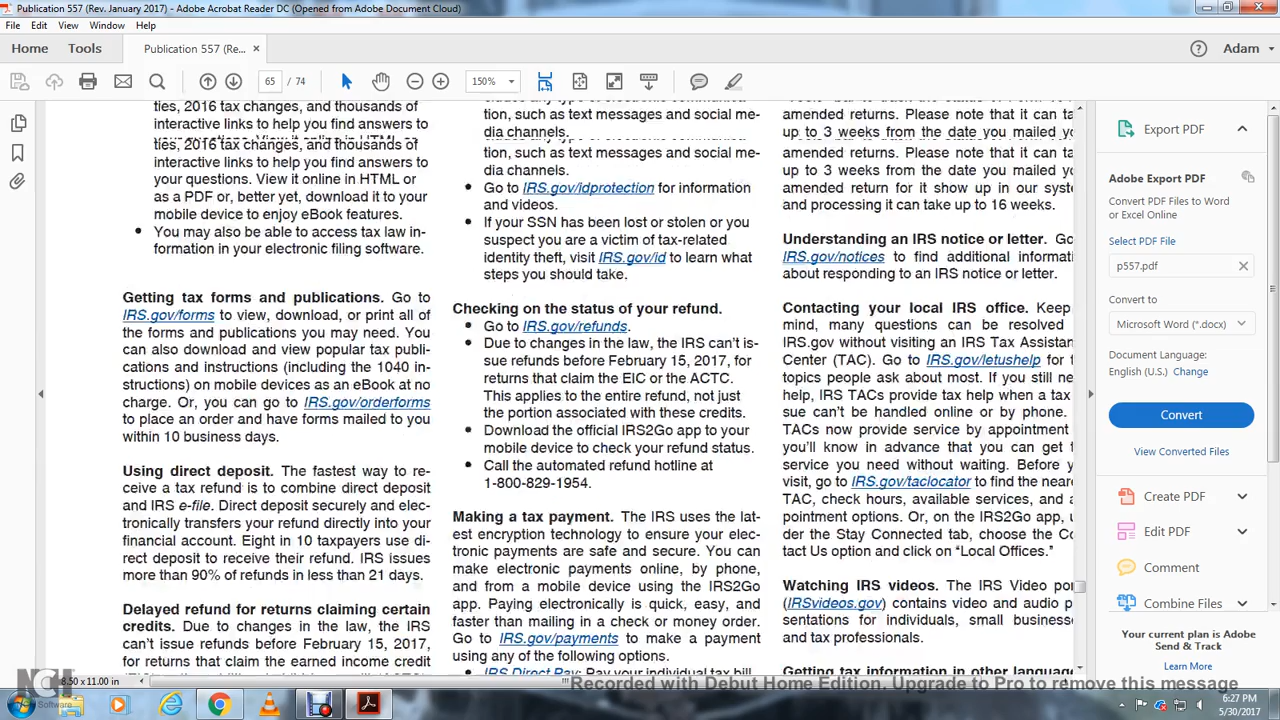 Publication 557 (Rev. January 2017) - Adobe Acrobat Reader DC (Opened from Adobe Document Cloud)
File Edit View Window Help
Home Tools Publication 557 (Re... × Adam
65 / 74 150%
ties, 2016 tax changes, and thousands of
interactive links to help you find answers to
ties, 2016 tax changes, and thousands of
interactive links to help you find answers to
your questions. View it online in HTML or
as a PDF or, better yet, download it to your
mobile device to enjoy eBook features.
• You may also be able to access tax law in-
formation in your electronic filing software.
Getting tax forms and publications. Go to
IRS.gov/forms to view, download, or print all of
the forms and publications you may need. You
can also download and view popular tax publi-
cations and instructions (including the 1040 in-
structions) on mobile devices as an eBook at no
charge. Or, you can go to IRS.gov/orderforms
to place an order and have forms mailed to you
within 10 business days.
Using direct deposit. The fastest way to re-
ceive a tax refund is to combine direct deposit
and IRS e-file. Direct deposit securely and elec-
tronically transfers your refund directly into your
financial account. Eight in 10 taxpayers use di-
rect deposit to receive their refund. IRS issues
more than 90% of refunds in less than 21 days.
Delayed refund for returns claiming certain
credits. Due to changes in the law, the IRS
can't issue refunds before February 15, 2017,
for returns that claim the earned income credit
tion, such as text messages and social me-
dia channels.
tion, such as text messages and social me-
dia channels.
• Go to IRS.gov/idprotection for information
and videos.
• If your SSN has been lost or stolen or you
suspect you are a victim of tax-related
identity theft, visit IRS.gov/id to learn what
steps you should take.
Checking on the status of your refund.
• Go to IRS.gov/refunds.
• Due to changes in the law, the IRS can't is-
sue refunds before February 15, 2017, for
returns that claim the EIC or the ACTC.
This applies to the entire refund, not just
the portion associated with these credits.
• Download the official IRS2Go app to your
mobile device to check your refund status.
• Call the automated refund hotline at
1-800-829-1954.
Making a tax payment. The IRS uses the lat-
est encryption technology to ensure your elec-
tronic payments are safe and secure. You can
make electronic payments online, by phone,
and from a mobile device using the IRS2Go
app. Paying electronically is quick, easy, and
faster than mailing in a check or money order.
Go to IRS.gov/payments to make a payment
using any of the following options.
• IRS Direct Pay: Pay your individual tax bill
amended returns. Please note that it can ta
up to 3 weeks from the date you mailed yo
amended returns. Please note that it can ta
up to 3 weeks from the date you mailed yo
amended return for it show up in our syste
and processing it can take up to 16 weeks.
Understanding an IRS notice or letter. Go
IRS.gov/notices to find additional informati
about responding to an IRS notice or letter.
Contacting your local IRS office. Keep
mind, many questions can be resolved
IRS.gov without visiting an IRS Tax Assistan
Center (TAC). Go to IRS.gov/letushelp for t
topics people ask about most. If you still ne
help, IRS TACs provide tax help when a tax
sue can't be handled online or by phone.
TACs now provide service by appointment
you'll know in advance that you can get t
service you need without waiting. Before y
visit, go to IRS.gov/taclocator to find the neare
TAC, check hours, available services, and a
pointment options. Or, on the IRS2Go app, u
der the Stay Connected tab, choose the Co
tact Us option and click on “Local Offices.”
Watching IRS videos. The IRS Video por
(IRSvideos.gov) contains video and audio p
sentations for individuals, small businesse
and tax professionals.
Getting tax information in other language
Export PDF
Adobe Export PDF
Convert PDF Files to Word
or Excel Online
Select PDF File
p557.pdf
Convert to
Microsoft Word (*.docx)
Document Language:
English (U.S.) Change
Convert
View Converted Files
Create PDF
Edit PDF
Comment
Combine Files
Your current plan is Adobe
Send & Track
Learn More
8.50 x 11.00 in
NCH
Software
"Recorded with Debut Home Edition. Upgrade to Pro to remove this message
6:27 PM
5/30/2017